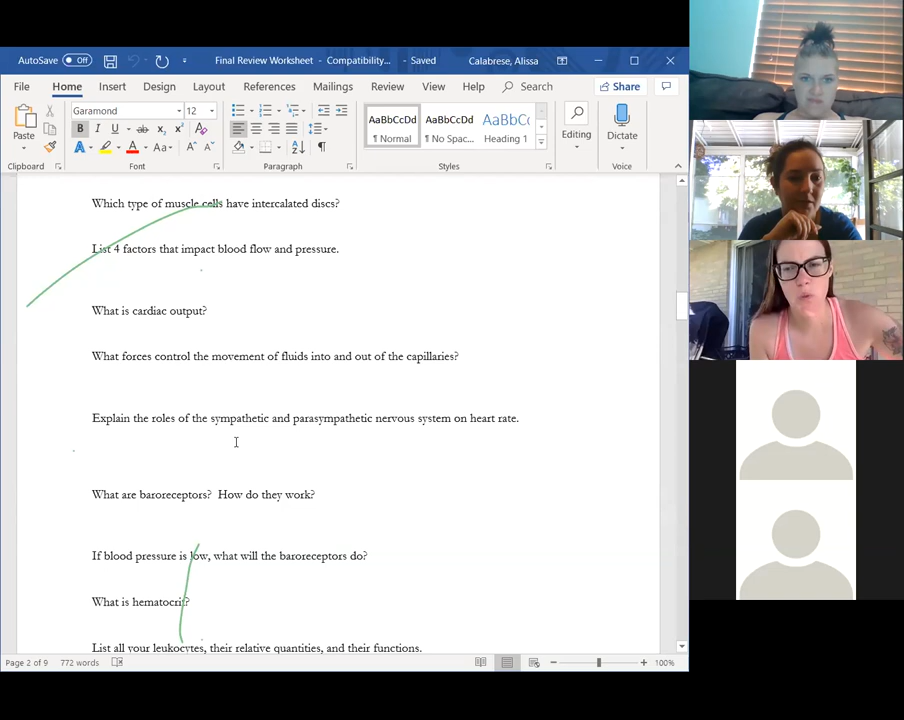 AutoSave Off Final Review Worksheet - Compatibility... - Saved Calabrese, Alissa
File Home Insert Design Layout References Mailings Review View Help Search Share
Paste Garamond 12 AaBbCcDd AaBbCcDd AaBbCc Editing Dictate
B I U ab x₂ x² ¶ Normal ¶ No Spac... Heading 1
A A Aa A A
Clipboard Font Paragraph Styles Voice
Which type of muscle cells have intercalated discs?
List 4 factors that impact blood flow and pressure.
What is cardiac output?
What forces control the movement of fluids into and out of the capillaries?
Explain the roles of the sympathetic and parasympathetic nervous system on heart rate.
What are baroreceptors? How do they work?
If blood pressure is low, what will the baroreceptors do?
What is hematocrit?
List all your leukocytes, their relative quantities, and their functions.
Page 2 of 9 772 words 100%